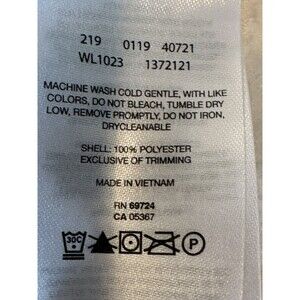 219 0119 40721
WL1023 1372121
MACHINE WASH COLD GENTLE, WITH LIKE
COLORS, DO NOT BLEACH, TUMBLE DRY
LOW, REMOVE PROMPTLY, DO NOT IRON,
DRYCLEANABLE
SHELL: 100% POLYESTER
EXCLUSIVE OF TRIMMING
MADE IN VIETNAM
RN 69724
CA 05367
30C